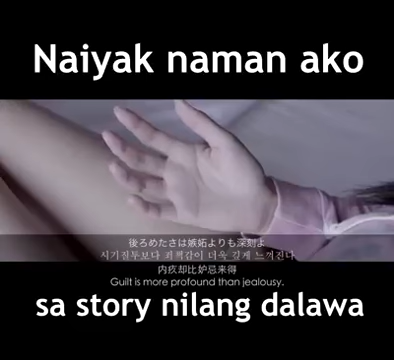 Naiyak naman ako
後ろめたさは嫉妬よりも深刻よ
시기질투보다 죄책감이 더욱 깊게 느껴진다
内疚却比妒忌来得
Guilt is more profound than jealousy.
sa story nilang dalawa